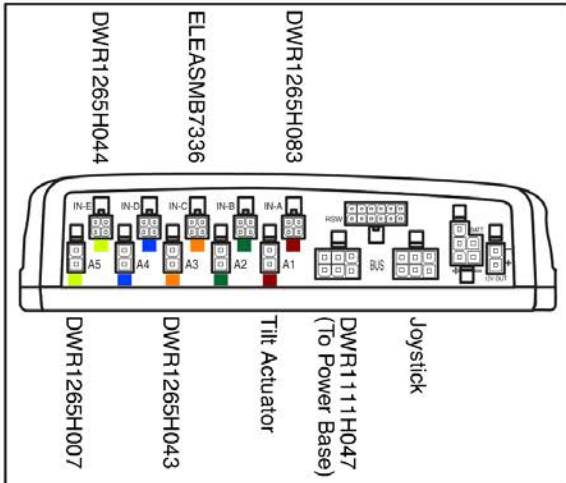 DWR1265H044
ELEASMB7336
DWR1265H083
IN-E
IN-D
IN-C
IN-B
IN-A
RSW
BATT
A5
A4
A3
A2
A1
BUS
12V OUT
+
DWR1265H007
DWR1265H043
Tilt Actuator
DWR1111H047
(To Power Base)
Joystick